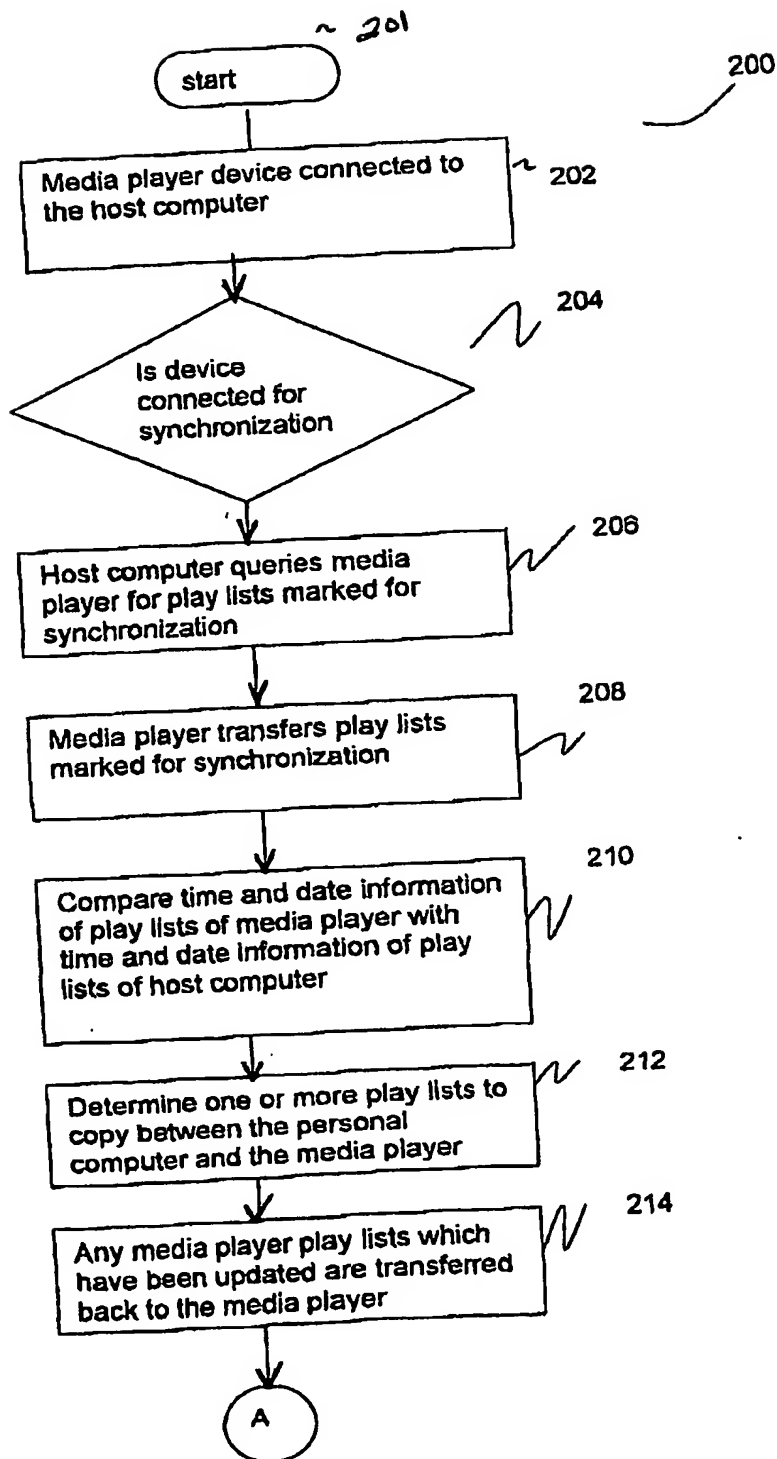 ~ 201
start
200
Media player device connected to
the host computer
~ 202
204
Is device
connected for
synchronization
206
Host computer queries media
player for play lists marked for
synchronization
208
Media player transfers play lists
marked for synchronization
210
Compare time and date information
of play lists of media player with
time and date information of play
lists of host computer
212
Determine one or more play lists to
copy between the personal
computer and the media player
214
Any media player play lists which
have been updated are transferred
back to the media player
A